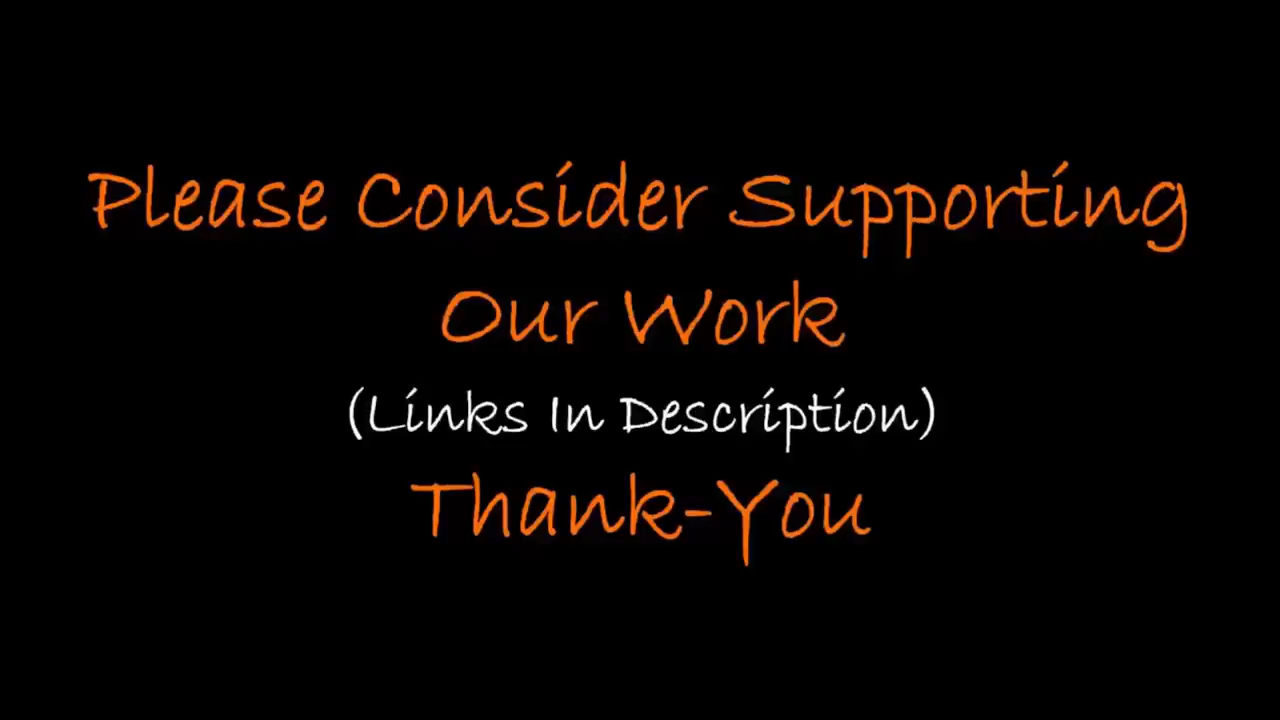 Please Consider Supporting
Our Work
(Links In Description)
Thank-You